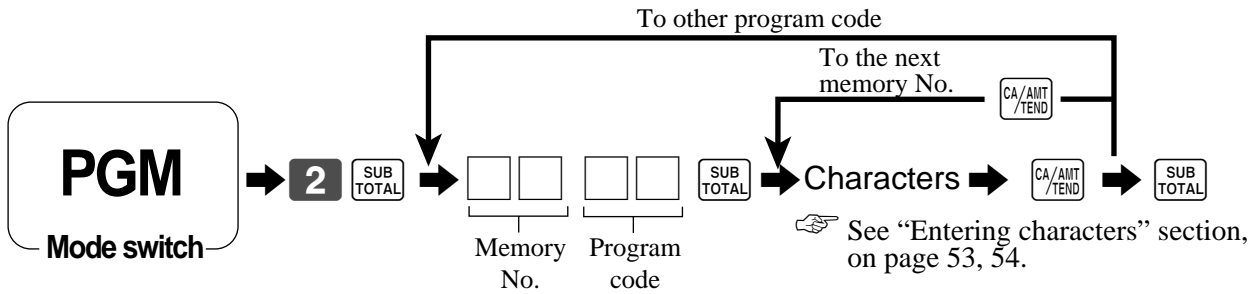 To other program code
To the next
memory No.
CA/AMT
TEND
PGM
2
SUB
TOTAL
SUB
TOTAL
Characters
CA/AMT
TEND
SUB
TOTAL
Mode switch
Memory
No.
Program
code
☞ See “Entering characters” section,
on page 53, 54.